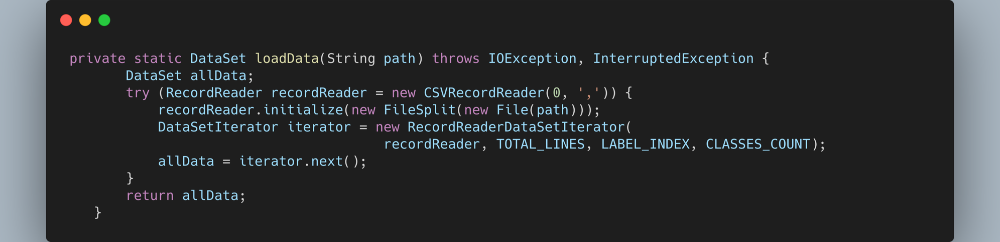 private static DataSet loadData(String path) throws IOException, InterruptedException {
       DataSet allData;
       try (RecordReader recordReader = new CSVRecordReader(0, ',')) {
           recordReader.initialize(new FileSplit(new File(path)));
           DataSetIterator iterator = new RecordReaderDataSetIterator(
                                       recordReader, TOTAL_LINES, LABEL_INDEX, CLASSES_COUNT);
           allData = iterator.next();
       }
       return allData;
   }